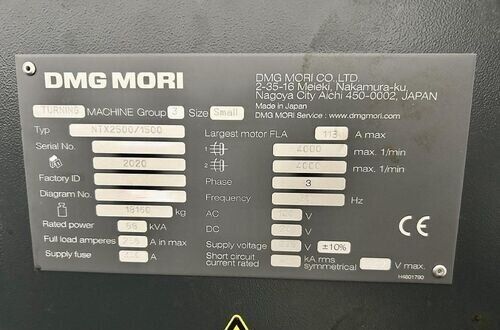 DMG MORI
DMG MORI CO., LTD.
2-35-16 Meieki, Nakamura-ku,
Nagoya City Aichi 450-0002, JAPAN
Made in Japan
DMG MORI Service : www.dmgmori.com
TURNING MACHINE Group 3 Size Small
Typ NTX2500/1500
Serial No.
2020
Factory ID
Diagram No.
18160 kg
Rated power kVA
Full load amperes A in max
Supply fuse A
Largest motor FLA 113 A max
1 4000 max. 1/min
2 4000 max. 1/min
Phase 3
Frequency Hz
AC V
DC V
Supply voltage V ±10%
Short circuit current rated kA rms symmetrical V max.
CE